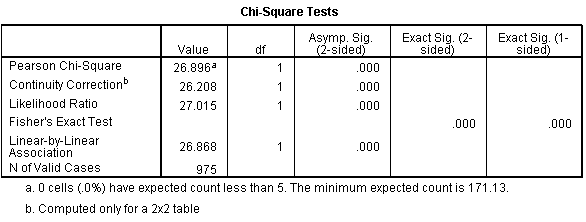 Chi-Square Tests
Value df Asymp. Sig. (2-sided) Exact Sig. (2-sided) Exact Sig. (1-sided)
Pearson Chi-Square 26.896a 1 .000
Continuity Correctionb 26.208 1 .000
Likelihood Ratio 27.015 1 .000
Fisher's Exact Test .000 .000
Linear-by-Linear Association 26.868 1 .000
N of Valid Cases 975
a. 0 cells (.0%) have expected count less than 5. The minimum expected count is 171.13.
b. Computed only for a 2x2 table